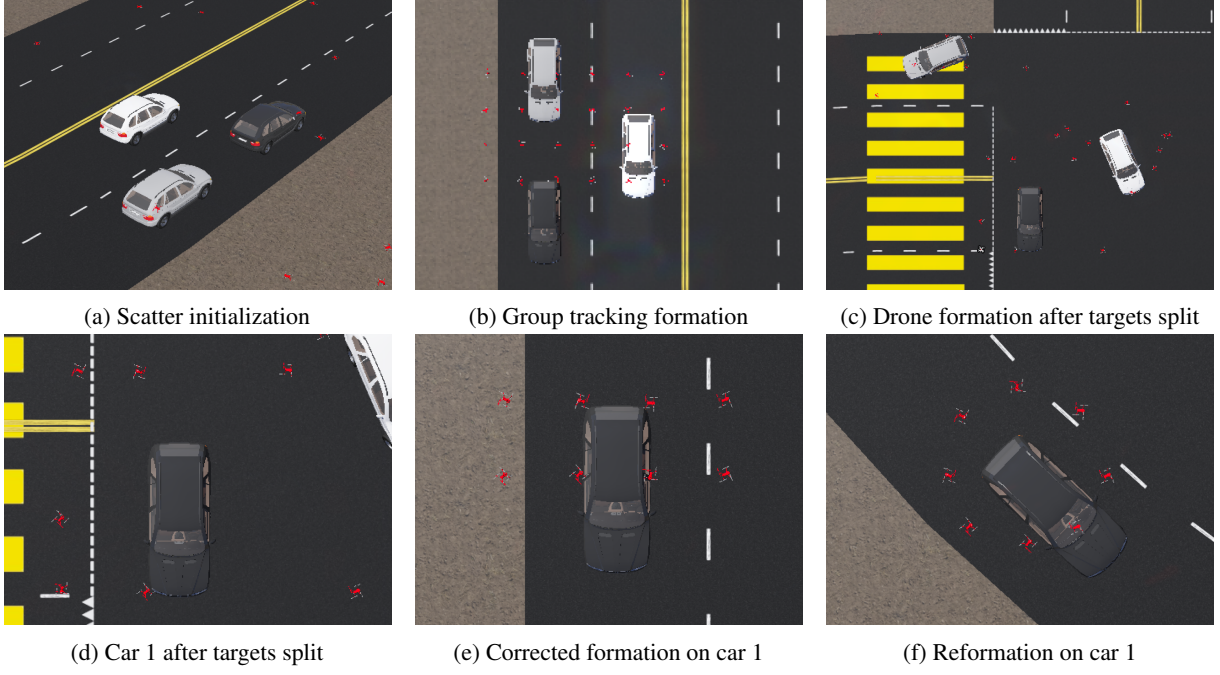 (a) Scatter initialization
(b) Group tracking formation
(c) Drone formation after targets split
(d) Car 1 after targets split
(e) Corrected formation on car 1
(f) Reformation on car 1